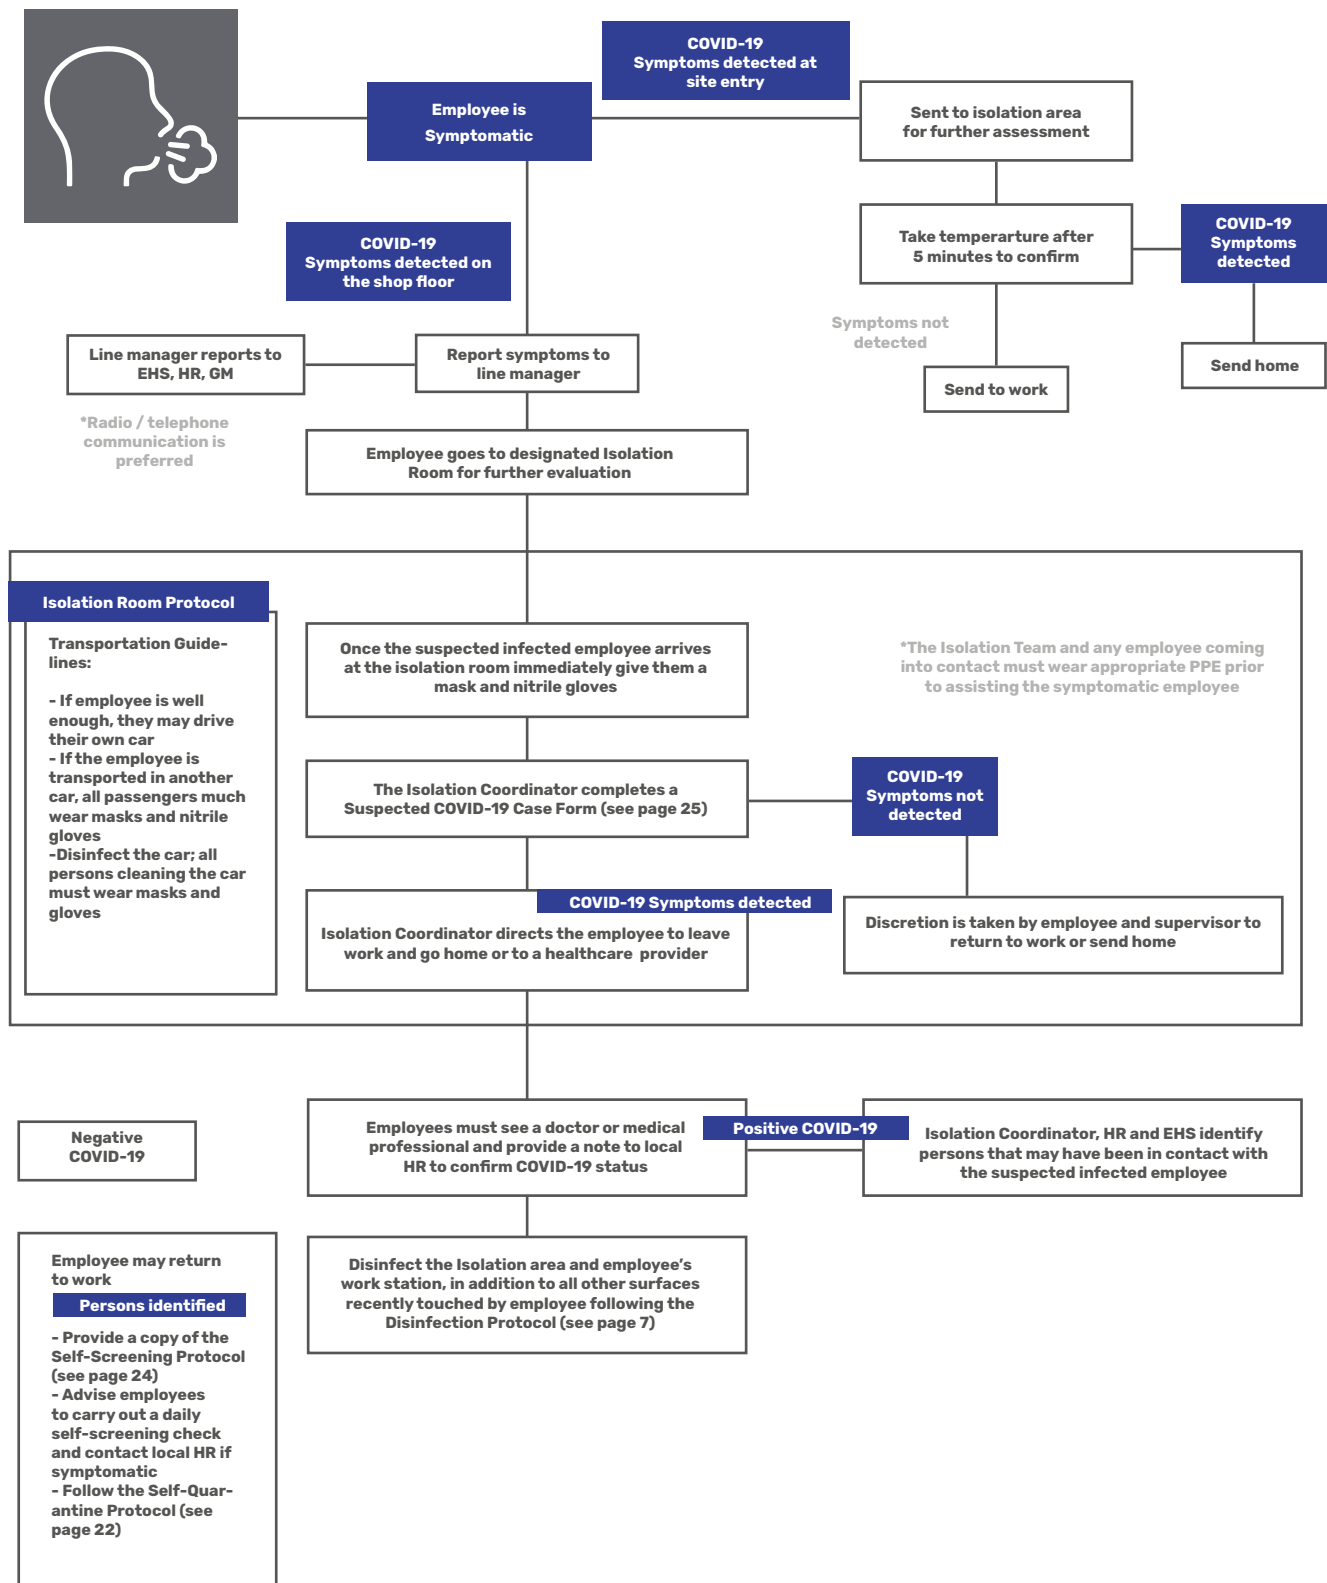 COVID-19
Symptoms detected at
site entry
Employee is
Symptomatic
Sent to isolation area
for further assessment
COVID-19
Symptoms detected on
the shop floor
Take temperarture after
5 minutes to confirm
COVID-19
Symptoms
detected
Symptoms not
detected
Send to work
Send home
Line manager reports to
EHS, HR, GM
Report symptoms to
line manager
*Radio / telephone
communication is
preferred
Employee goes to designated Isolation
Room for further evaluation
Isolation Room Protocol
Transportation Guide-
lines:
- If employee is well
enough, they may drive
their own car
- If the employee is
transported in another
car, all passengers much
wear masks and nitrile
gloves
-Disinfect the car; all
persons cleaning the car
must wear masks and
gloves
Once the suspected infected employee arrives
at the isolation room immediately give them a
mask and nitrile gloves
*The Isolation Team and any employee coming
into contact must wear appropriate PPE prior
to assisting the symptomatic employee
The Isolation Coordinator completes a
Suspected COVID-19 Case Form (see page 25)
COVID-19
Symptoms not
detected
COVID-19 Symptoms detected
Isolation Coordinator directs the employee to leave
work and go home or to a healthcare provider
Discretion is taken by employee and supervisor to
return to work or send home
Negative
COVID-19
Employees must see a doctor or medical
professional and provide a note to local
HR to confirm COVID-19 status
Positive COVID-19
Isolation Coordinator, HR and EHS identify
persons that may have been in contact with
the suspected infected employee
Employee may return
to work
Persons identified
- Provide a copy of the
Self-Screening Protocol
(see page 24)
- Advise employees
to carry out a daily
self-screening check
and contact local HR if
symptomatic
- Follow the Self-Quar-
antine Protocol (see
page 22)
Disinfect the Isolation area and employee's
work station, in addition to all other surfaces
recently touched by employee following the
Disinfection Protocol (see page 7)